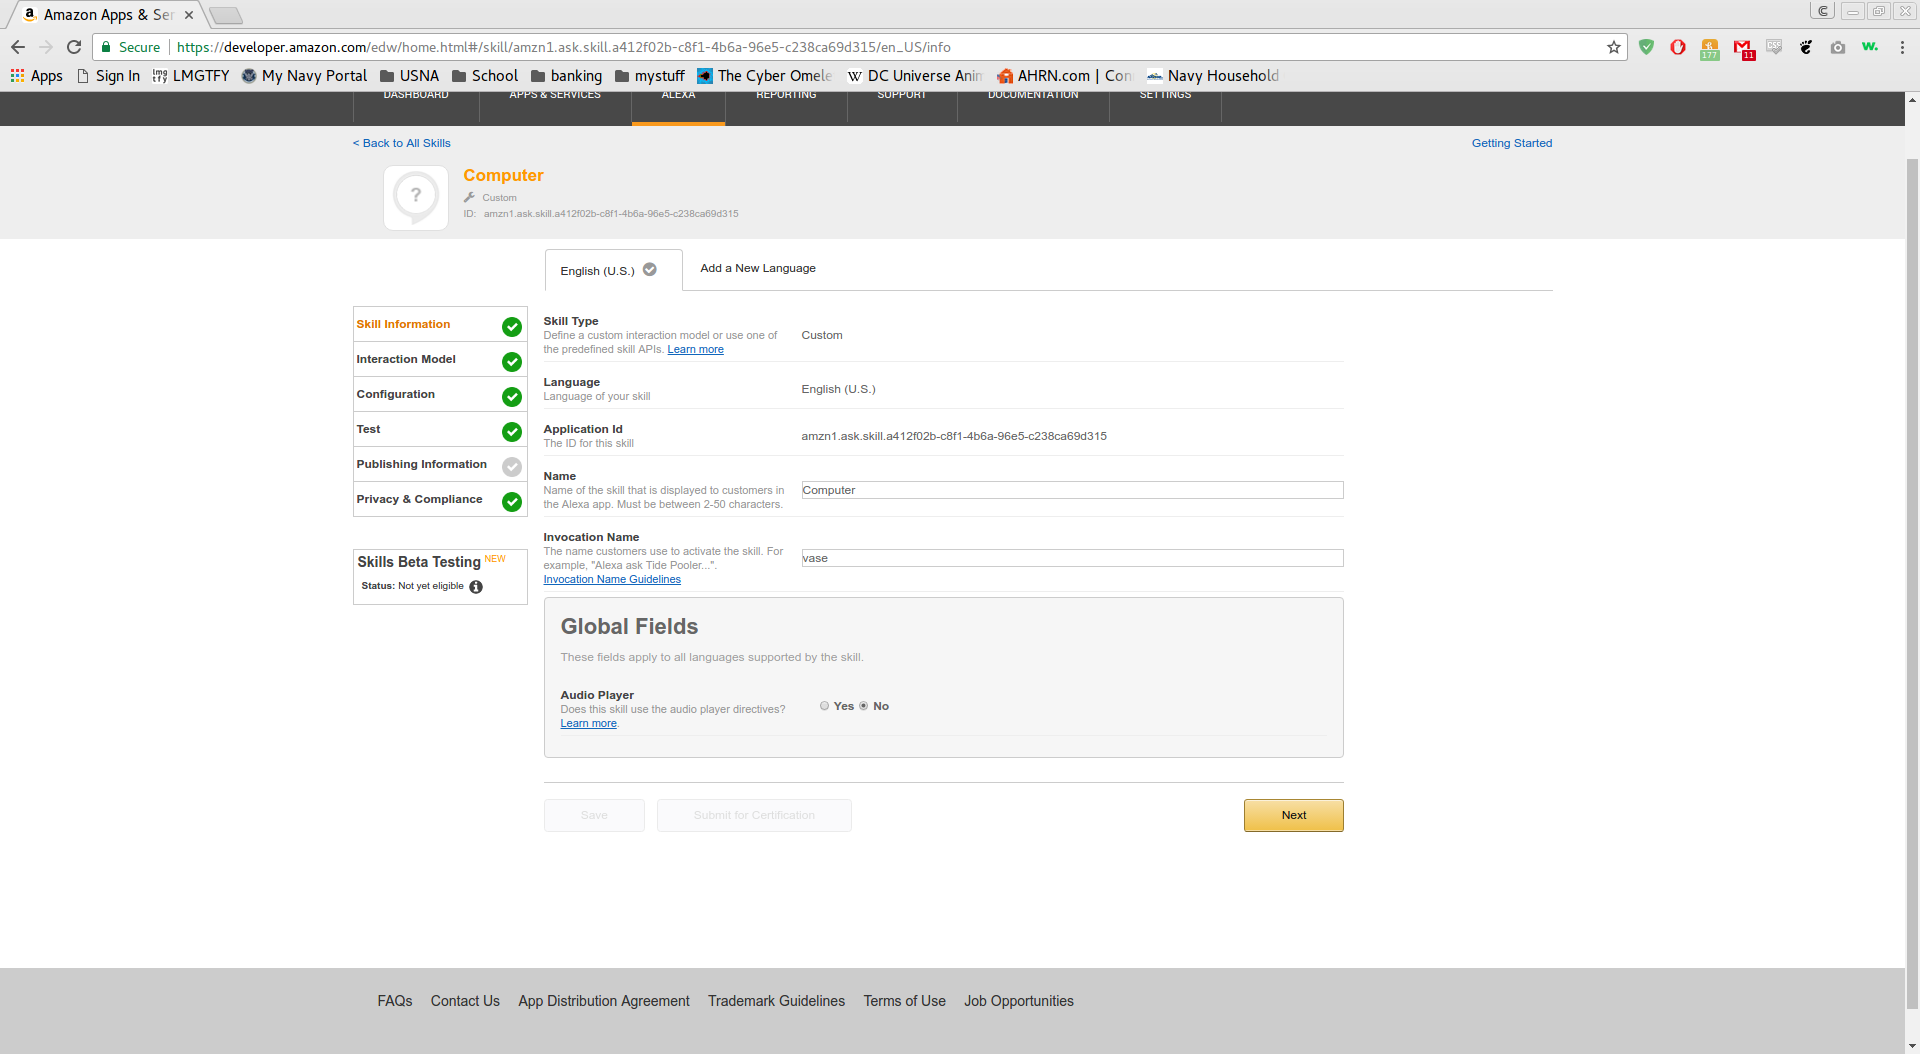 Amazon Apps & Ser
Secure https://developer.amazon.com/edw/home.html#/skill/amzn1.ask.skill.a412f02b-c8f1-4b6a-96e5-c238ca69d315/en_US/info
177
11
CSS
w.
Apps Sign In LMGTFY My Navy Portal USNA School banking mystuff The Cyber Omele W DC Universe Anim AHRN.com | Con Navy Household
DASHBOARD APPS & SERVICES ALEXA REPORTING SUPPORT DOCUMENTATION SETTINGS
< Back to All Skills Getting Started
Computer
Custom
ID: amzn1.ask.skill.a412f02b-c8f1-4b6a-96e5-c238ca69d315
English (U.S.) Add a New Language
Skill Information
Interaction Model
Configuration
Test
Publishing Information
Privacy & Compliance
Skills Beta Testing NEW
Status: Not yet eligible
Skill Type
Define a custom interaction model or use one of
the predefined skill APIs. Learn more
Custom
Language
Language of your skill
English (U.S.)
Application Id
The ID for this skill
amzn1.ask.skill.a412f02b-c8f1-4b6a-96e5-c238ca69d315
Name
Name of the skill that is displayed to customers in
the Alexa app. Must be between 2-50 characters.
Computer
Invocation Name
The name customers use to activate the skill. For
example, "Alexa ask Tide Pooler...".
Invocation Name Guidelines
vase
Global Fields
These fields apply to all languages supported by the skill.
Audio Player
Does this skill use the audio player directives?
Learn more.
Yes No
Save Submit for Certification Next
FAQs Contact Us App Distribution Agreement Trademark Guidelines Terms of Use Job Opportunities